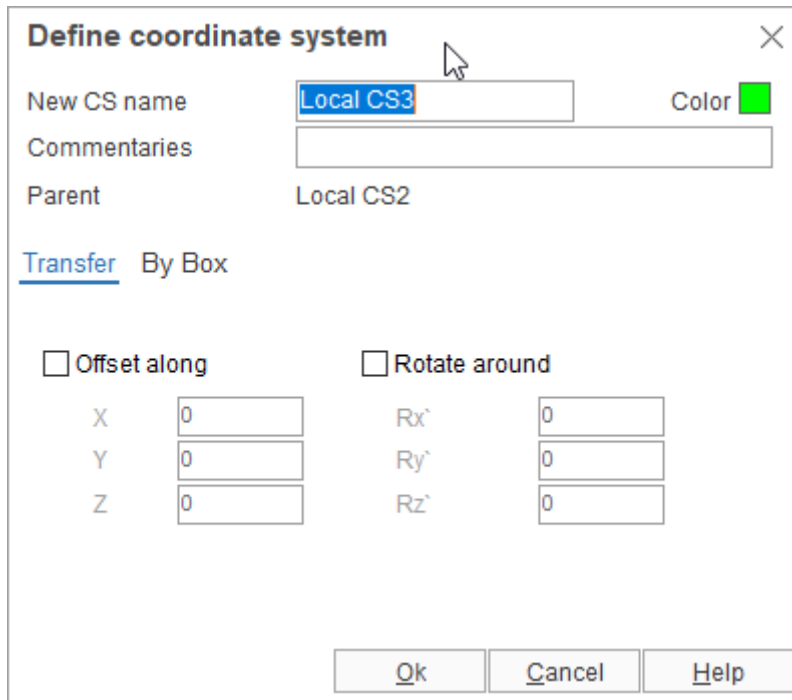 Define coordinate system
New CS name Local CS3 Color
Commentaries
Parent Local CS2
Transfer By Box
Offset along Rotate around
X 0 Rx` 0
Y 0 Ry` 0
Z 0 Rz` 0
Ok Cancel Help